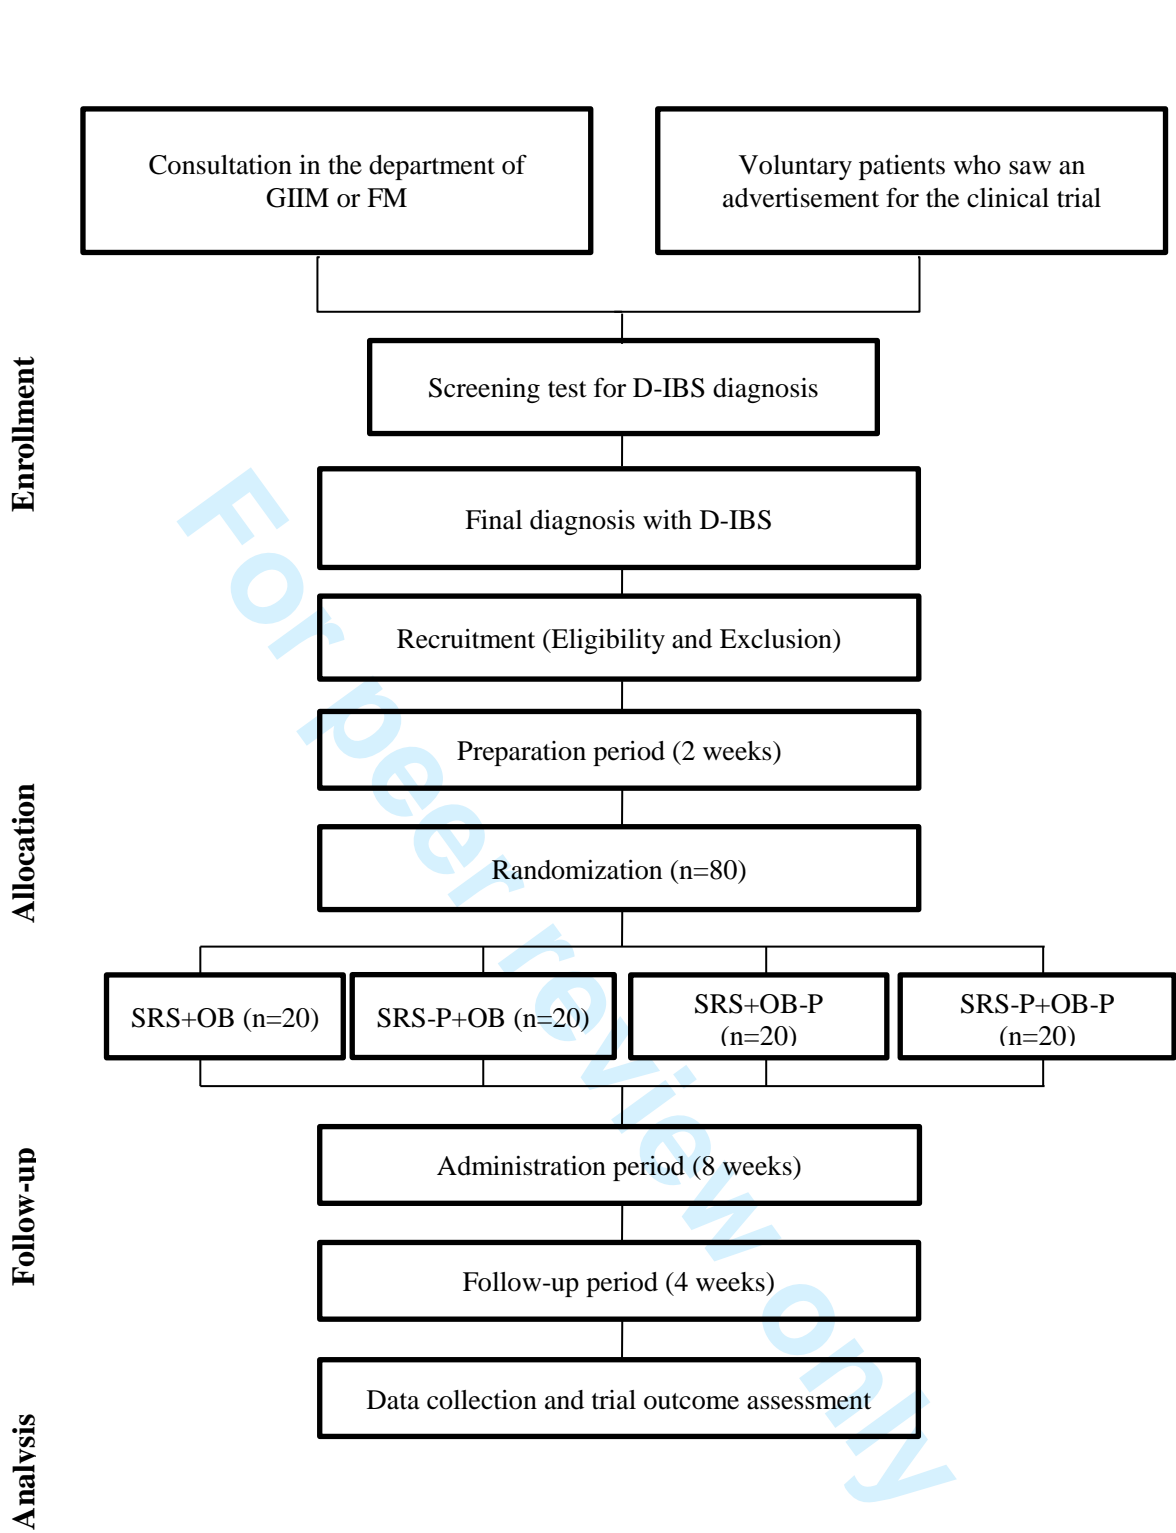 Consultation in the department of
GIIM or FM
Voluntary patients who saw an
advertisement for the clinical trial
Enrollment
Screening test for D-IBS diagnosis
Final diagnosis with D-IBS
Recruitment (Eligibility and Exclusion)
Preparation period (2 weeks)
Allocation
Randomization (n=80)
SRS+OB (n=20)
SRS-P+OB (n=20)
SRS+OB-P
(n=20)
SRS-P+OB-P
(n=20)
Follow-up
Administration period (8 weeks)
Follow-up period (4 weeks)
Analysis
Data collection and trial outcome assessment
For peer review only